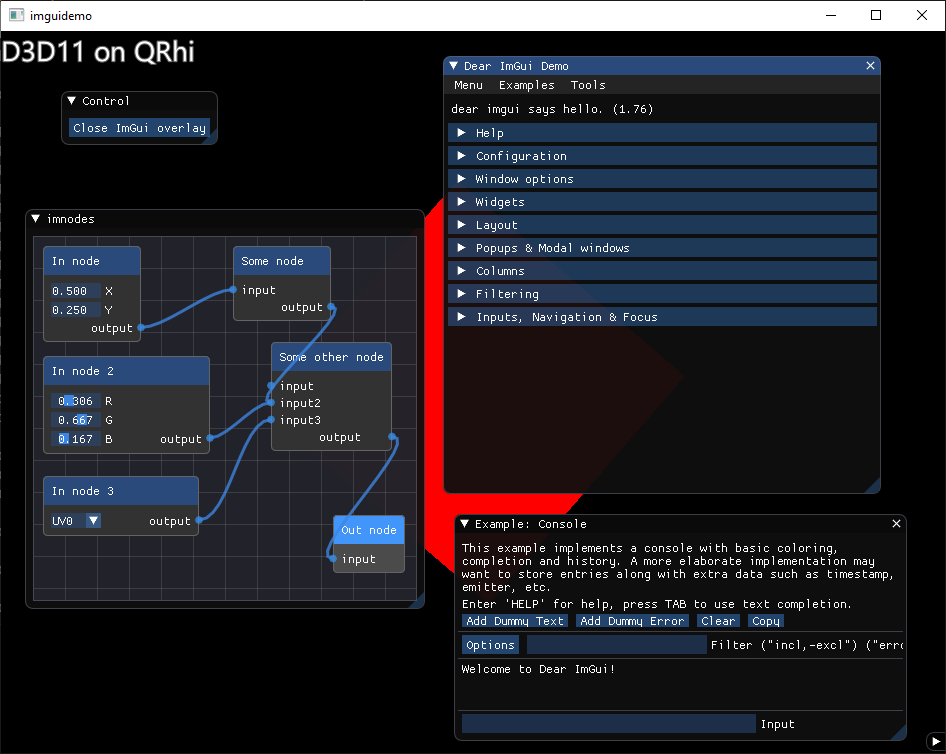 imguidemo
D3D11 on QRhi
Control
Close ImGui overlay
imnodes
In node
0.500 X
0.250 Y
output
Some node
input
output
In node 2
0.306 R
0.667 G
0.167 B
output
Some other node
input
input2
input3
output
In node 3
UV0
output
Out node
input
Dear ImGui Demo
Menu Examples Tools
dear imgui says hello. (1.76)
Help
Configuration
Window options
Widgets
Layout
Popups & Modal windows
Columns
Filtering
Inputs, Navigation & Focus
Example: Console
This example implements a console with basic coloring,
completion and history. A more elaborate implementation may
want to store entries along with extra data such as timestamp,
emitter, etc.
Enter 'HELP' for help, press TAB to use text completion.
Add Dummy Text Add Dummy Error Clear Copy
Options Filter ("incl,-excl") ("erro
Welcome to Dear ImGui!
Input